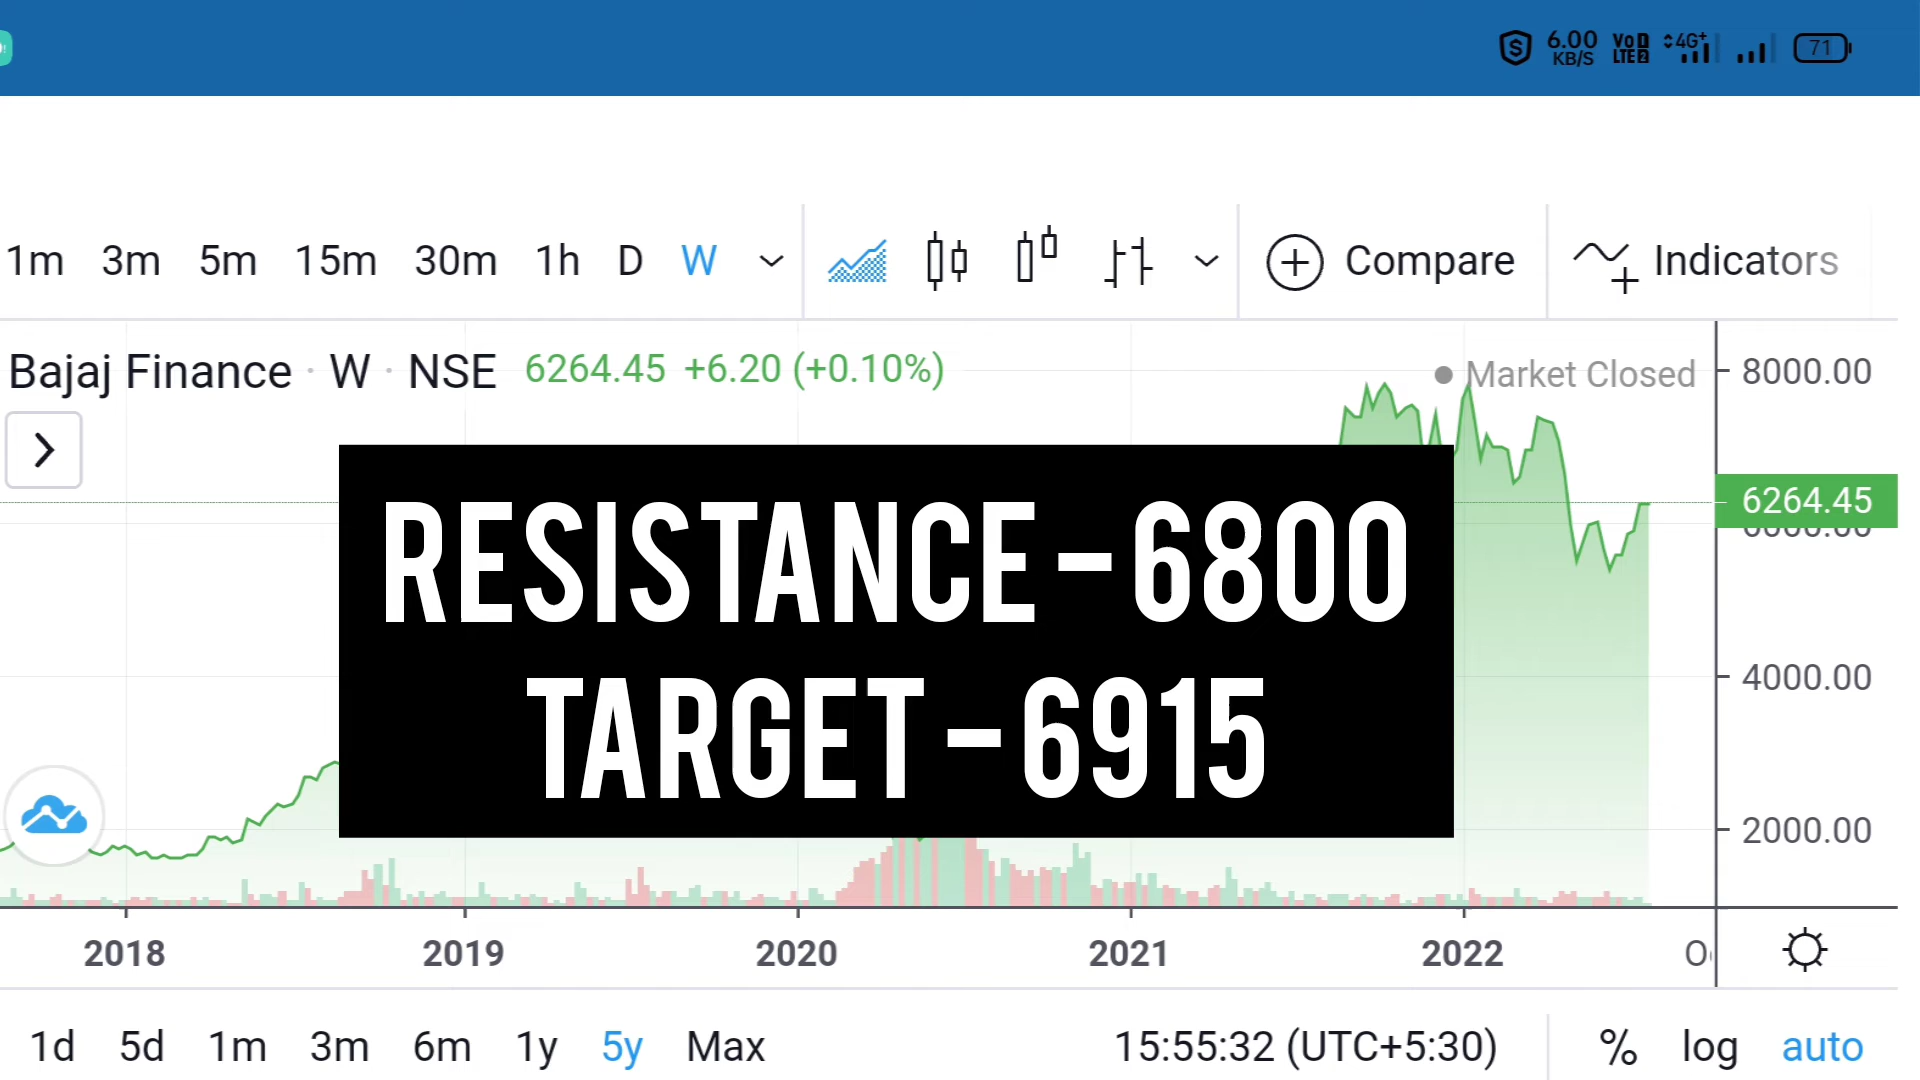 6.00
KB/S
Vo 1
LTE 2
4G+
71
1m 3m 5m 15m 30m 1h D W
Compare
Indicators
Bajaj Finance · W · NSE 6264.45 +6.20 (+0.10%)
Market Closed
8000.00
6264.45
RESISTANCE – 6800
TARGET – 6915
4000.00
2000.00
2018 2019 2020 2021 2022
1d 5d 1m 3m 6m 1y 5y Max
15:55:32 (UTC+5:30)
% log auto